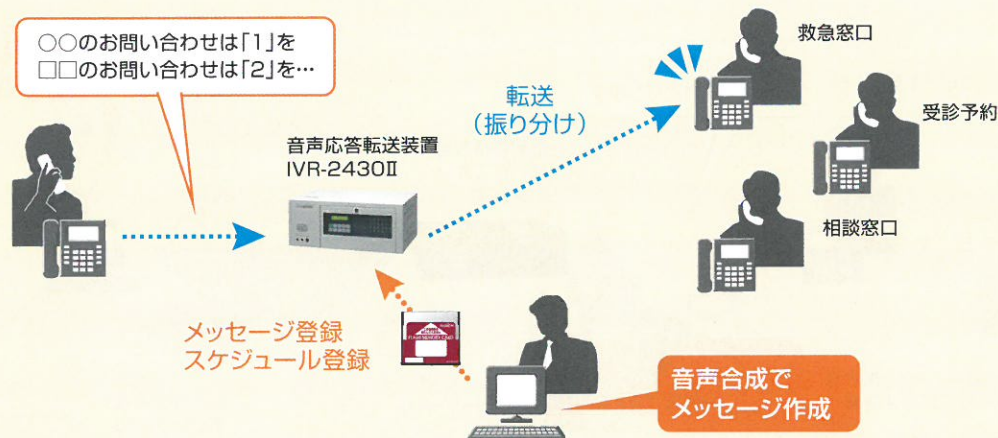 ○○のお問い合わせは「1」を
□□のお問い合わせは「2」を…
音声応答転送装置
IVR-2430Ⅱ
転送
（振り分け）
救急窓口
受診予約
相談窓口
メッセージ登録
スケジュール登録
音声合成で
メッセージ作成